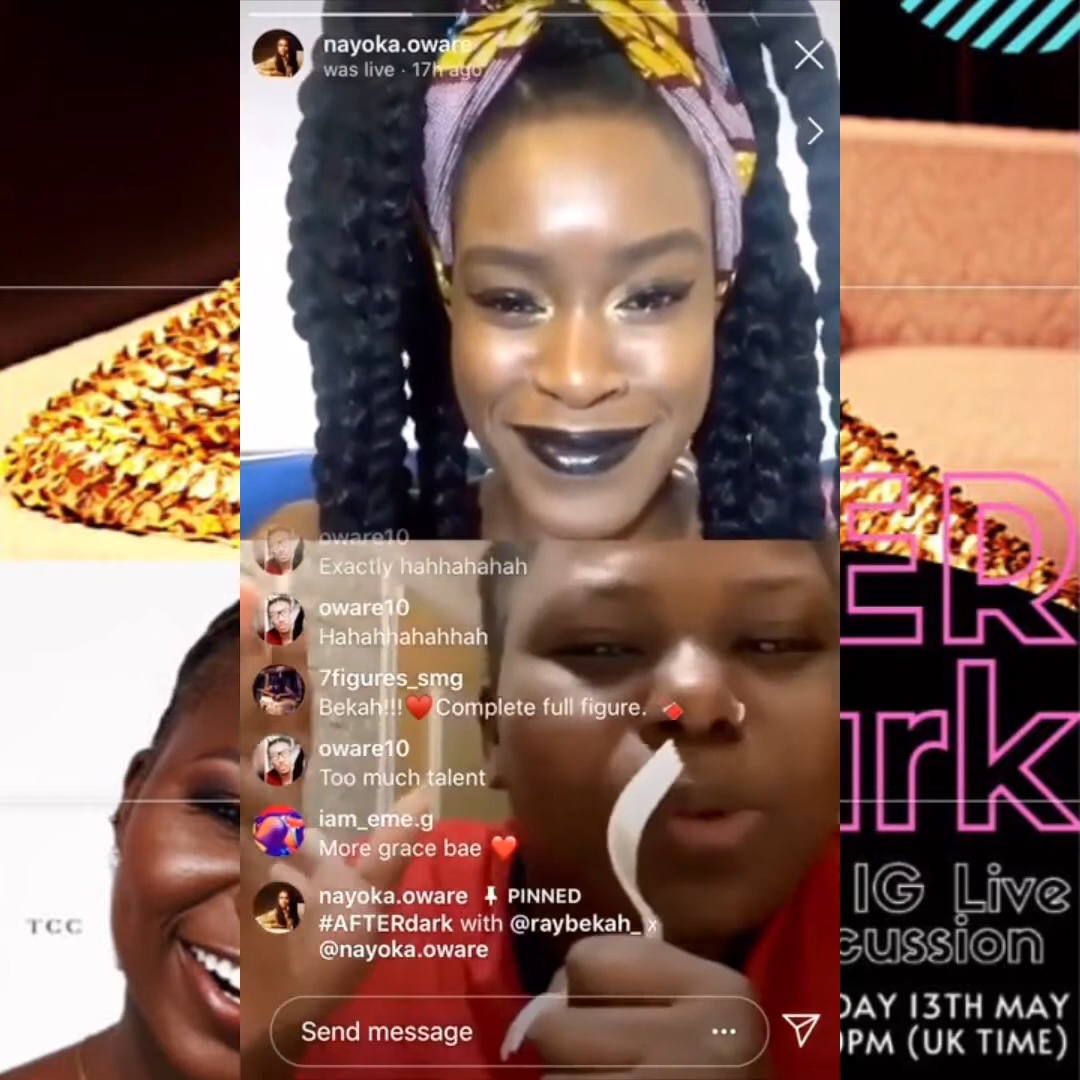 nayoka.oware
was live · 17h ago
oware10
Exactly hahhahahah
oware10
Hahahhahahhah
7figures_smg
Bekah!!!❤️Complete full figure.
oware10
Too much talent
iam_eme.g
More grace bae ❤️
nayoka.oware 📌 PINNED
#AFTERdark with @raybekah_ x
@nayoka.oware
Send message
TCC
ER
ark
IG Live
cussion
DAY 13TH MAY
PM (UK TIME)